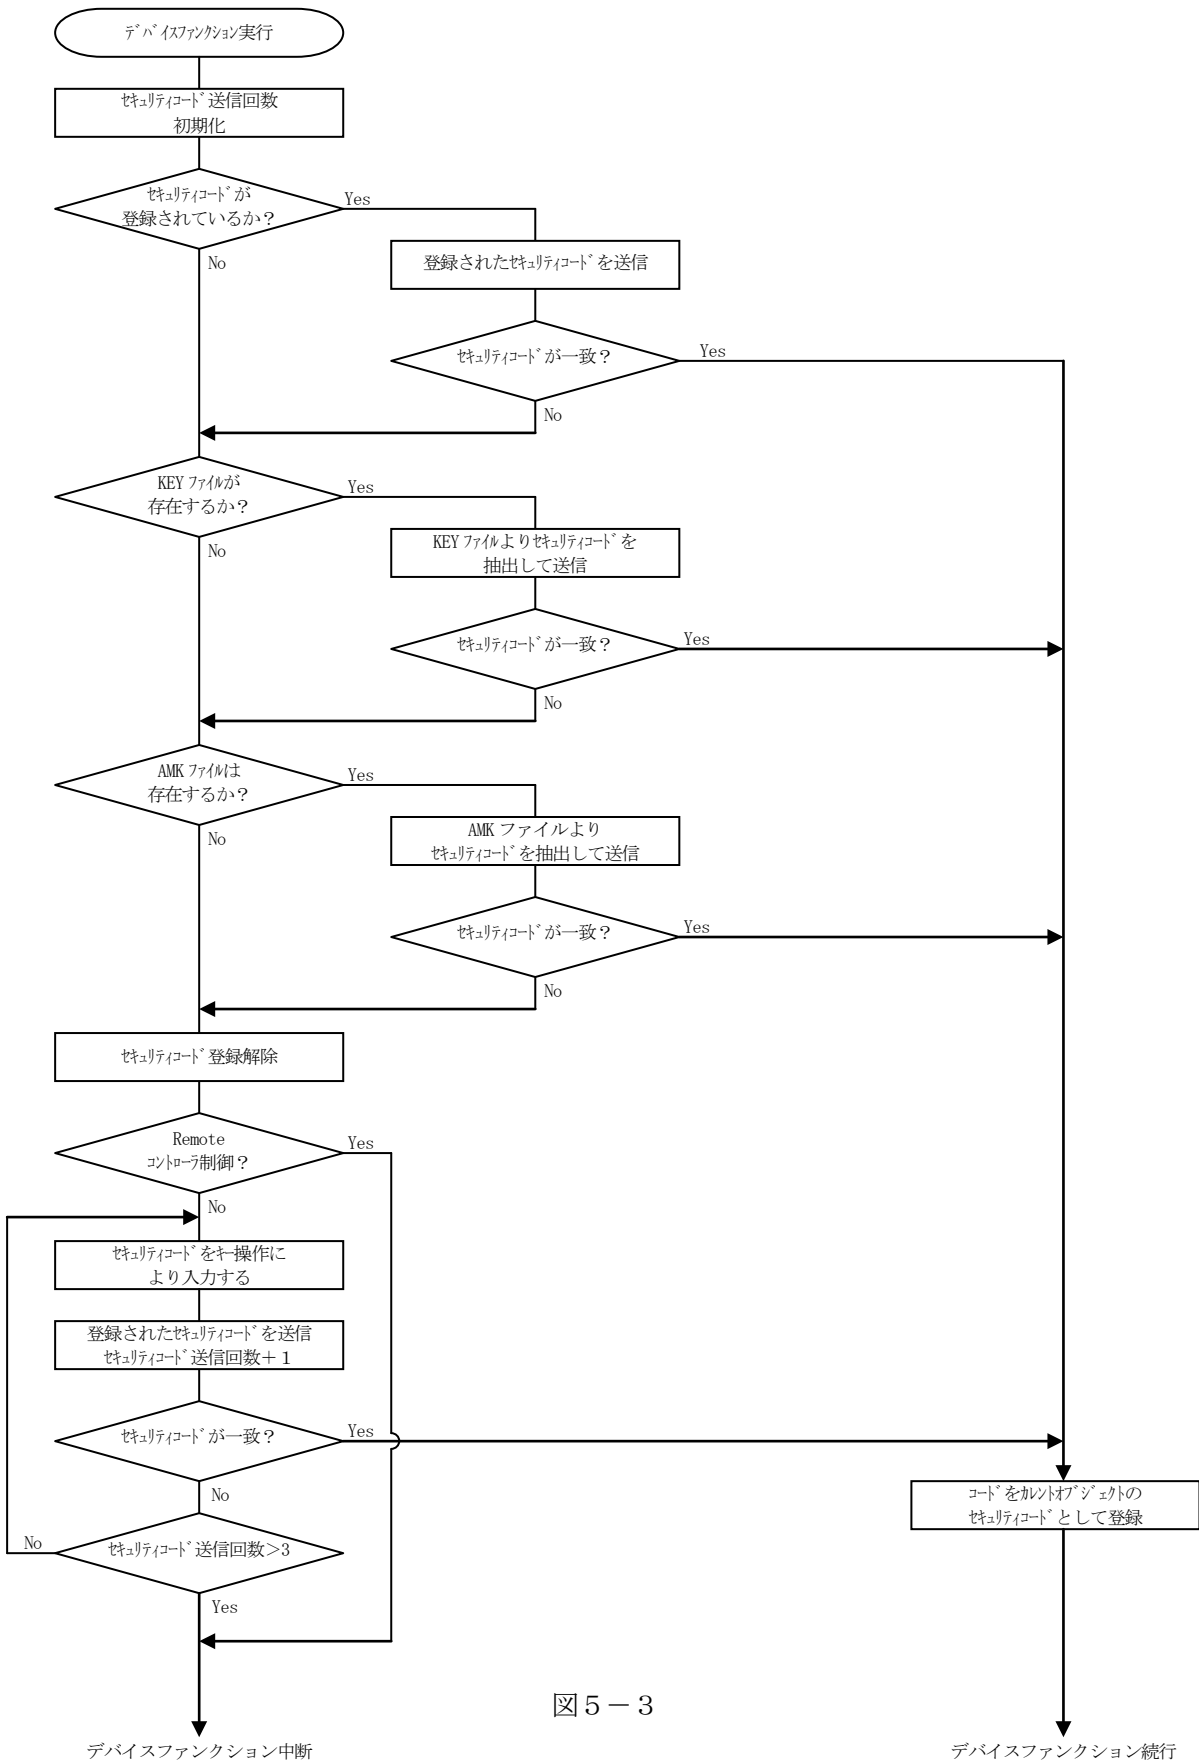 デバイスファンクション実行
セキュリティコード送信回数
初期化
セキュリティコードが
登録されているか？
Yes
No
登録されたセキュリティコードを送信
セキュリティコードが一致？
Yes
No
KEYファイルが
存在するか？
Yes
No
KEYファイルよりセキュリティコードを
抽出して送信
セキュリティコードが一致？
Yes
No
AMKファイルは
存在するか？
Yes
No
AMKファイルより
セキュリティコードを抽出して送信
セキュリティコードが一致？
Yes
No
セキュリティコード登録解除
Remote
コントローラ制御？
Yes
No
セキュリティコードをキー操作に
より入力する
登録されたセキュリティコードを送信
セキュリティコード送信回数＋１
セキュリティコードが一致？
Yes
No
セキュリティコード送信回数＞3
No
Yes
コードをカレントオブジェクトの
セキュリティコードとして登録
図５－３
デバイスファンクション中断
デバイスファンクション続行